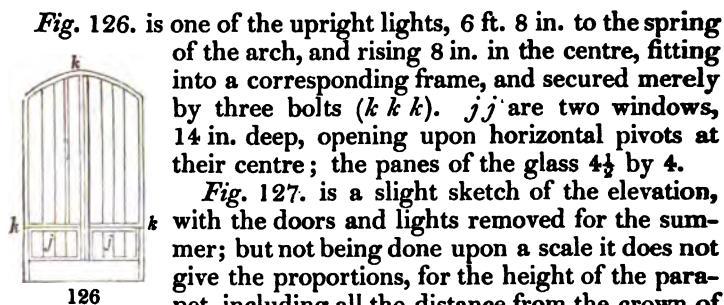 Fig. 126. is one of the upright lights, 6 ft. 8 in. to the spring
of the arch, and rising 8 in. in the centre, fitting
into a corresponding frame, and secured merely
by three bolts (k k k). j j are two windows,
14 in. deep, opening upon horizontal pivots at
their centre; the panes of the glass 4½ by 4.
Fig. 127. is a slight sketch of the elevation,
with the doors and lights removed for the sum-
mer; but not being done upon a scale it does not
give the proportions, for the height of the para-
pet, including all the distance from the crown of
k
k
k
j
j
126